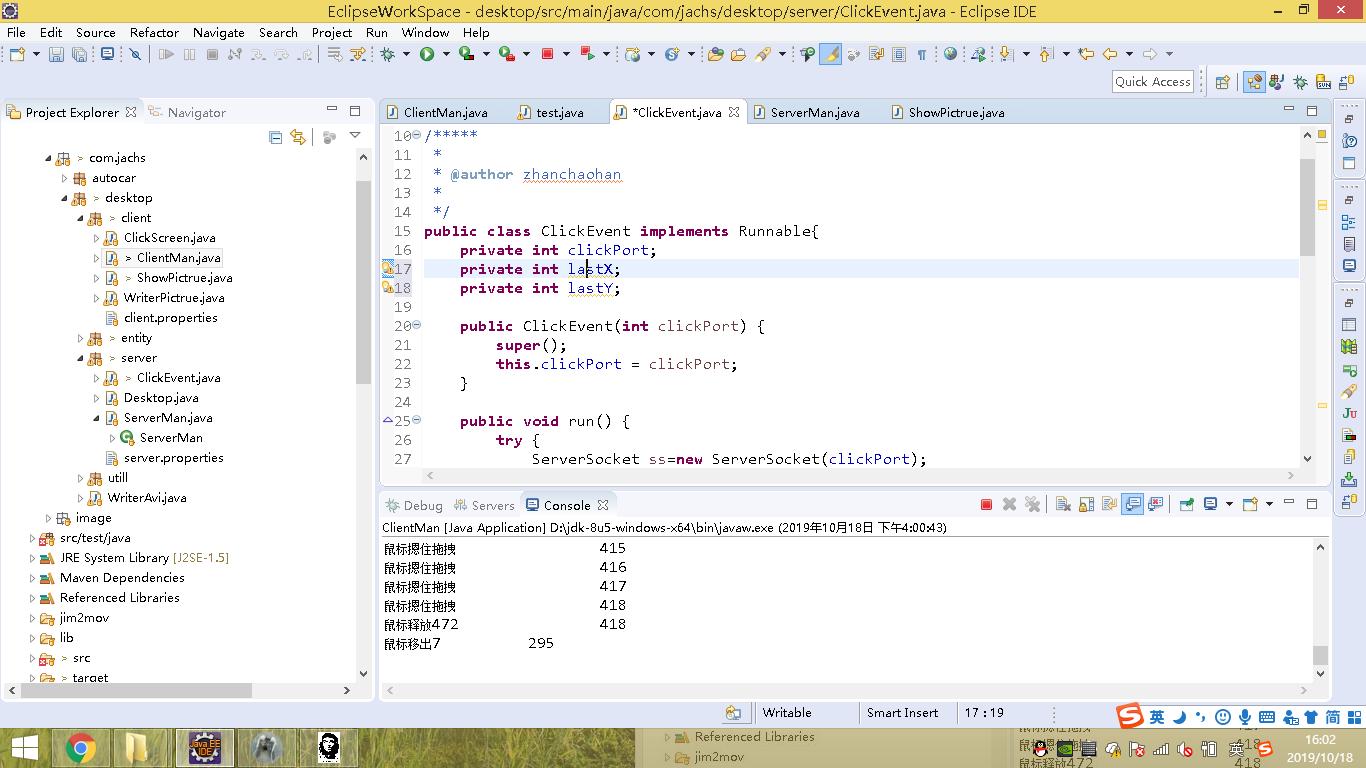 EclipseWorkSpace - desktop/src/main/java/com/jachs/desktop/server/ClickEvent.java - Eclipse IDE
File Edit Source Refactor Navigate Search Project Run Window Help
Quick Access
Project Explorer Navigator
> com.jachs
autocar
> desktop
> client
ClickScreen.java
> ClientMan.java
> ShowPictrue.java
WriterPictrue.java
client.properties
> entity
> server
> ClickEvent.java
Desktop.java
ServerMan.java
ServerMan
server.properties
utill
WriterAvi.java
image
src/test/java
JRE System Library [J2SE-1.5]
Maven Dependencies
Referenced Libraries
jim2mov
lib
> src
> target
ClientMan.java test.java *ClickEvent.java ServerMan.java ShowPictrue.java
10 /*****
11 *
12 * @author zhanchaohan
13 *
14 */
15 public class ClickEvent implements Runnable{
16 private int clickPort;
17 private int lastX;
18 private int lastY;
19
20 public ClickEvent(int clickPort) {
21 super();
22 this.clickPort = clickPort;
23 }
24
25 public void run() {
26 try {
27 ServerSocket ss=new ServerSocket(clickPort);
Debug Servers Console
ClientMan [Java Application] D:\jdk-8u5-windows-x64\bin\javaw.exe (2019年10月18日 下午4:00:43)
鼠标摁住拖拽 415
鼠标摁住拖拽 416
鼠标摁住拖拽 417
鼠标摁住拖拽 418
鼠标释放472 418
鼠标移出7 295
Writable Smart Insert 17 : 19
英 简
Referenced Libraries
jim2mov
鼠标释放472 418
英
16:02
2019/10/18